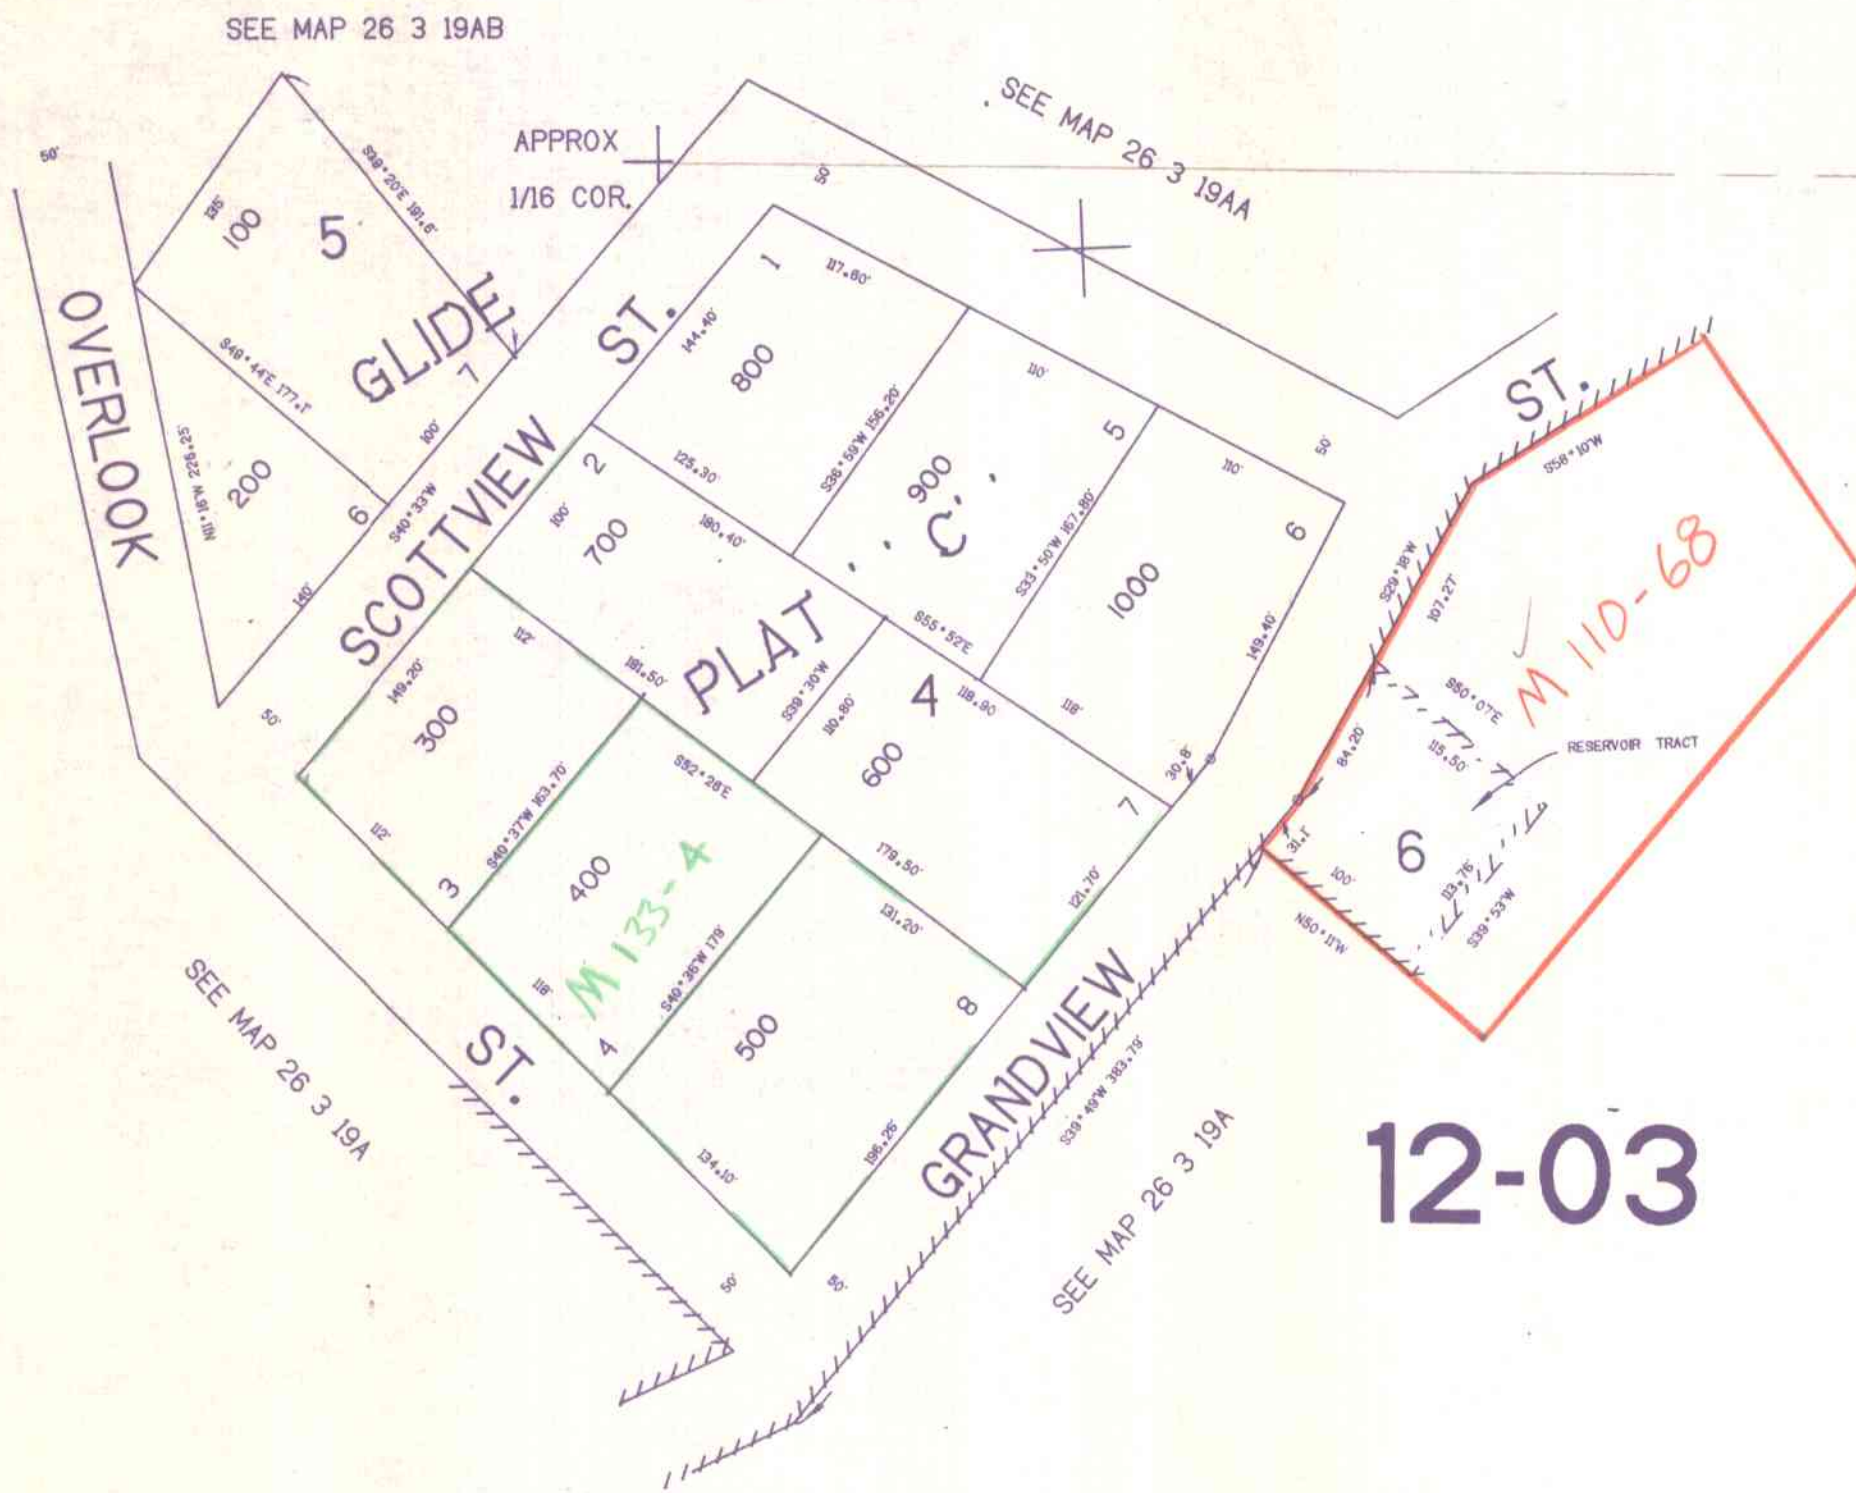 SEE MAP 26 3 19AB
SEE MAP 26 3 19AA
APPROX
1/16 COR.
50'
50'
135'
100
5
S39°20'E 191.6'
GLIDE
7
S49°44'E 177.1'
100'
OVERLOOK
N11°16'W 226.25'
200
6
S40°33'W
140'
50'
SCOTTVIEW
ST.
1
117.60'
144.40'
800
S36°59'W 156.20'
125.30'
180.40'
110'
900
"C"
5
S33°50'W 167.80'
110'
50'
6
1000
149.40'
S55°52'E
2
100'
700
112'
191.50'
PLAT
S39°30'W
110.80'
4
118.90'
118'
600
30.8'
7
179.50'
121.70'
149.20'
300
112'
3
S40°37'W 163.70'
S52°26'E
400
M 133-4
118'
4
S40°36'W 179'
131.20'
500
8
134.10'
196.26'
ST.
GRANDVIEW
ST.
S39°49'W 383.79'
50'
50'
S58°10'W
S29°18'W
107.27'
M 110-68
S50°07'E
115.50'
RESERVOIR TRACT
84.20'
31.1'
100'
6
113.76'
S39°53'W
N50°11'W
SEE MAP 26 3 19A
SEE MAP 26 3 19A
12-03